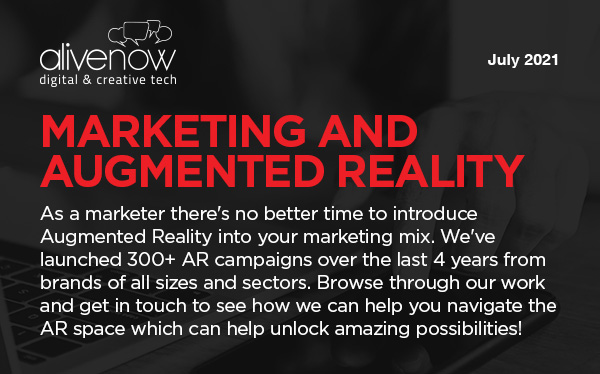 alivenow
digital & creative tech
July 2021
MARKETING AND
AUGMENTED REALITY
As a marketer there's no better time to introduce
Augmented Reality into your marketing mix. We've
launched 300+ AR campaigns over the last 4 years from
brands of all sizes and sectors. Browse through our work
and get in touch to see how we can help you navigate the
AR space which can help unlock amazing possibilities!